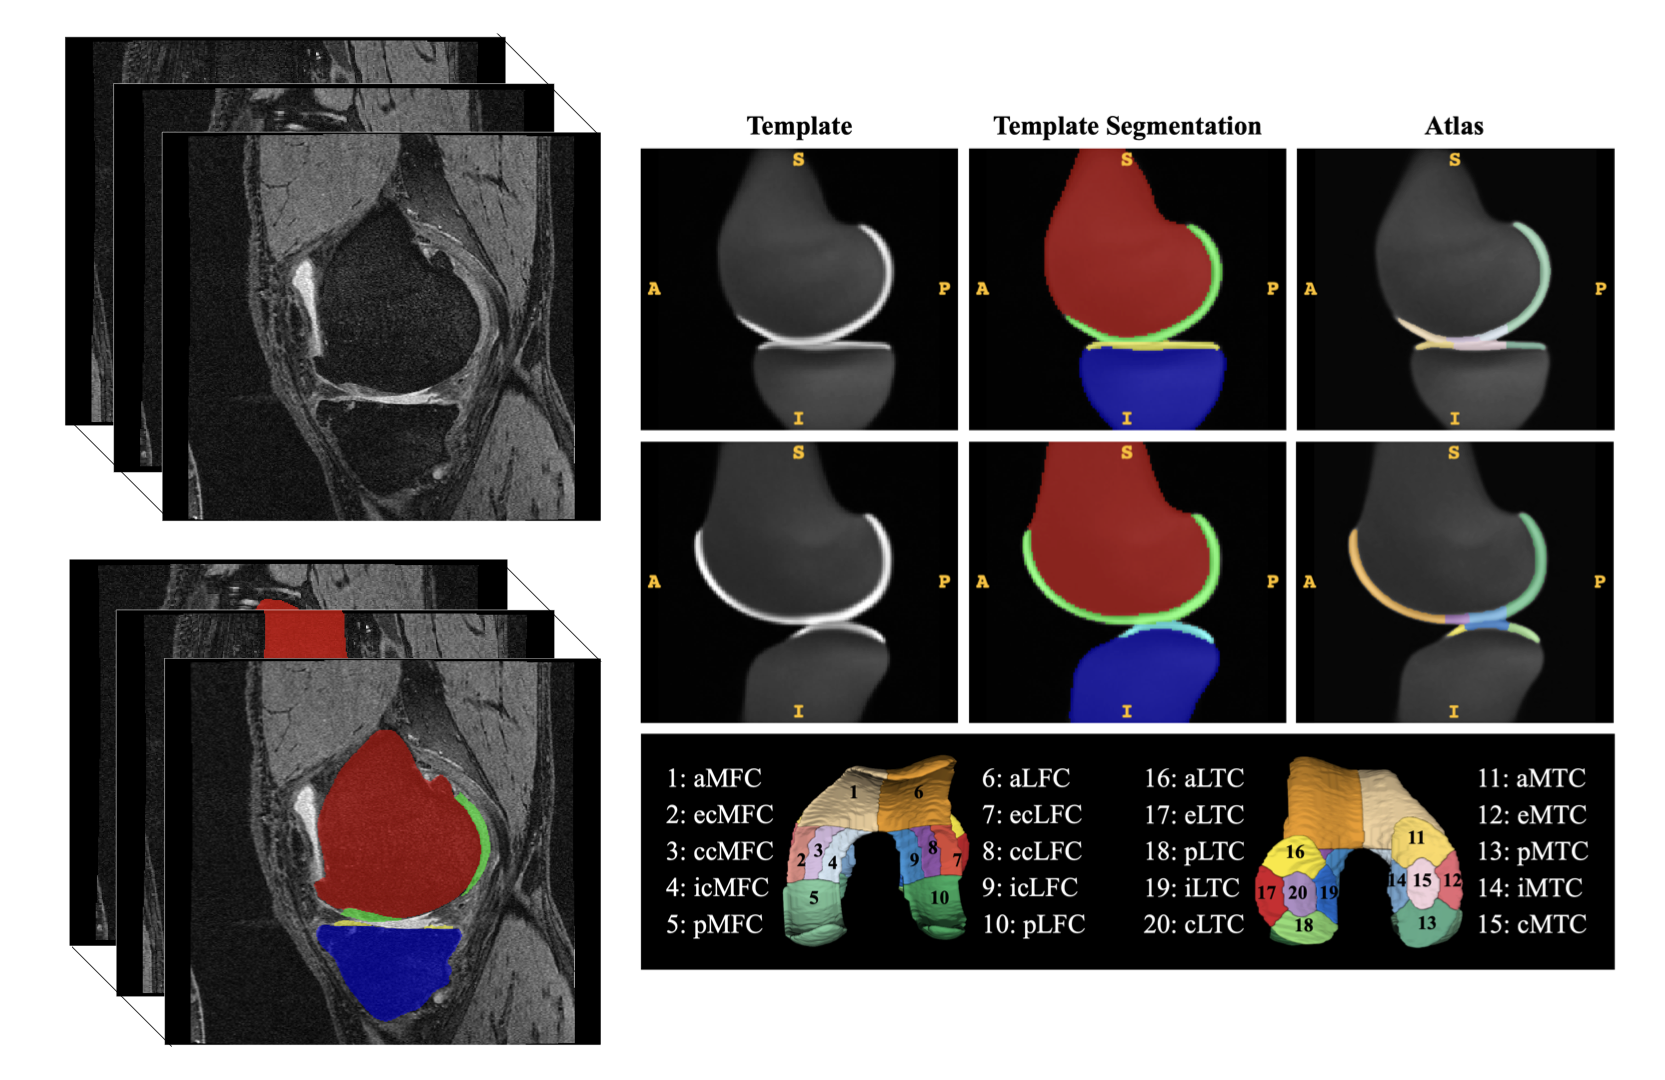 Template Template Segmentation Atlas
S S S
A P A P A P
I I I
S S S
A P A P A P
I I I
1: aMFC 6: aLFC 16: aLTC 11: aMTC
2: ecMFC 7: ecLFC 17: eLTC 12: eMTC
3: ccMFC 8: ccLFC 18: pLTC 13: pMTC
4: icMFC 9: icLFC 19: iLTC 14: iMTC
5: pMFC 10: pLFC 20: cLTC 15: cMTC
1 6
2 3 4 9 8 7
5 10
16 11
17 20 19 14 15 12
18 13